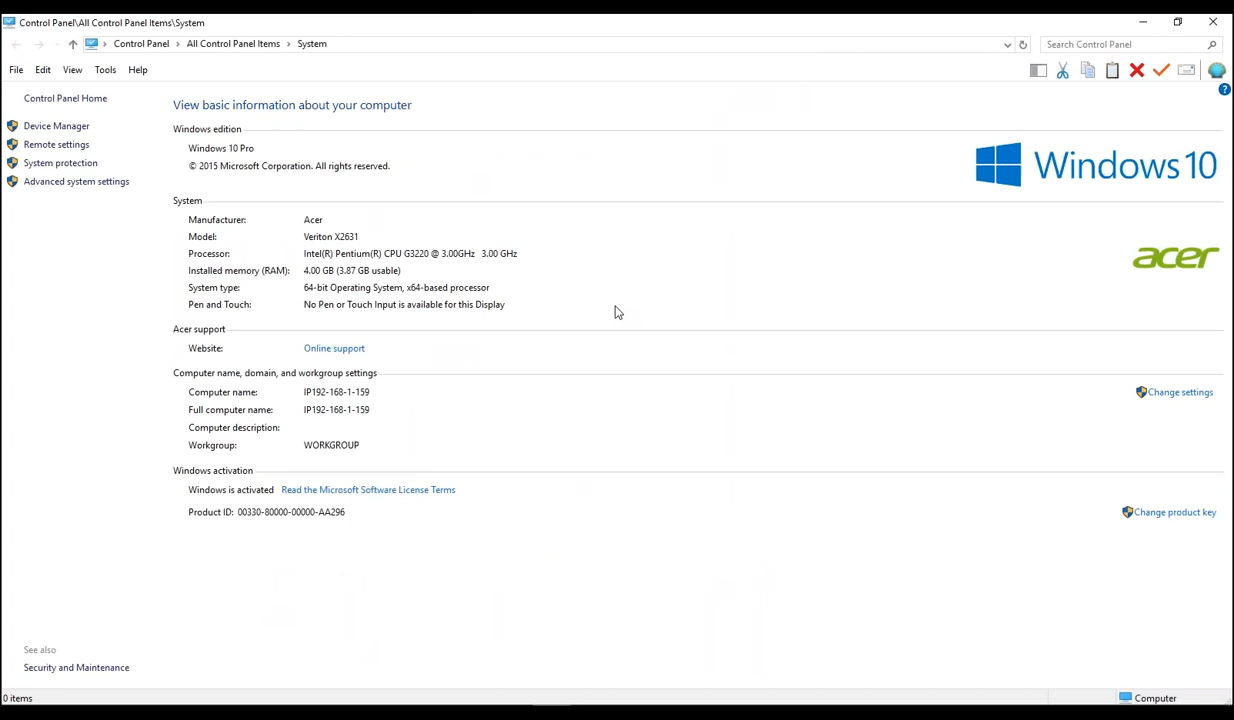 Control Panel\All Control Panel Items\System
Control Panel > All Control Panel Items > System
Search Control Panel
File Edit View Tools Help
Control Panel Home
Device Manager
Remote settings
System protection
Advanced system settings
View basic information about your computer
Windows edition
Windows 10 Pro
© 2015 Microsoft Corporation. All rights reserved.
Windows 10
System
Manufacturer: Acer
Model: Veriton X2631
Processor: Intel(R) Pentium(R) CPU G3220 @ 3.00GHz 3.00 GHz
Installed memory (RAM): 4.00 GB (3.87 GB usable)
System type: 64-bit Operating System, x64-based processor
Pen and Touch: No Pen or Touch Input is available for this Display
acer
Acer support
Website: Online support
Computer name, domain, and workgroup settings
Computer name: IP192-168-1-159
Change settings
Full computer name: IP192-168-1-159
Computer description:
Workgroup: WORKGROUP
Windows activation
Windows is activated Read the Microsoft Software License Terms
Product ID: 00330-80000-00000-AA296
Change product key
See also
Security and Maintenance
0 items
Computer